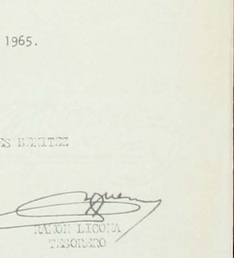 1965.
BENITEZ
RAMON LICONA
TESORERO